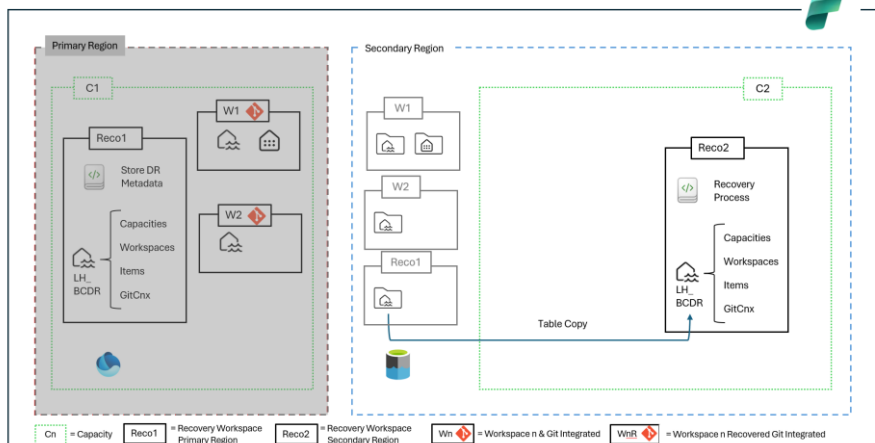 Primary Region
C1
Reco1
</>
Store DR
Metadata
Capacities
Workspaces
Items
GitCnx
LH_
BCDR
W1
W2
Secondary Region
W1
W2
Reco1
Table Copy
C2
Reco2
</>
Recovery
Process
Capacities
Workspaces
Items
GitCnx
LH_
BCDR
Cn = Capacity
Reco1 = Recovery Workspace
Primary Region
Reco2 = Recovery Workspace
Secondary Region
Wn = Workspace n & Git Integrated
WnR = Workspace n Recovered Git Integrated